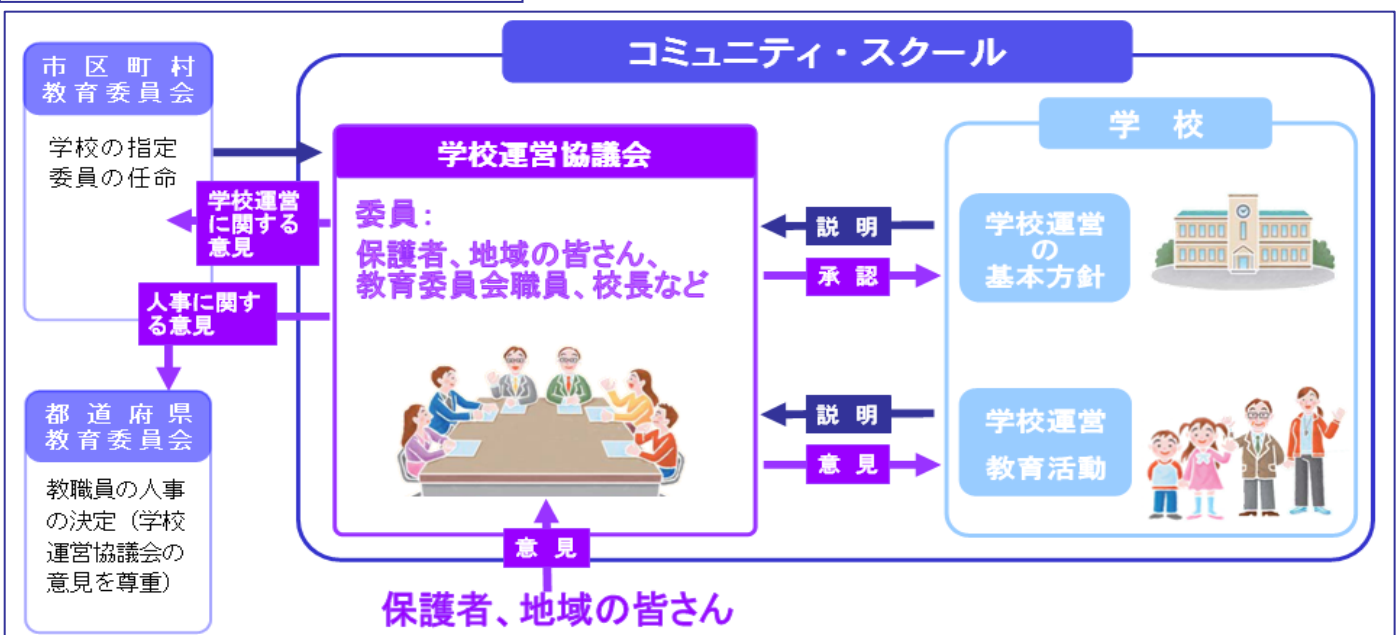 コミュニティ・スクール
市区町村
教育委員会
学校の指定
委員の任命
学校運営
に関する
意見
人事に関す
る意見
都道府県
教育委員会
教職員の人事
の決定（学校
運営協議会の
意見を尊重）
学校運営協議会
委員：
保護者、地域の皆さん、
教育委員会職員、校長など
意見
保護者、地域の皆さん
説明
承認
説明
意見
学校
学校運営
の
基本方針
学校運営
教育活動